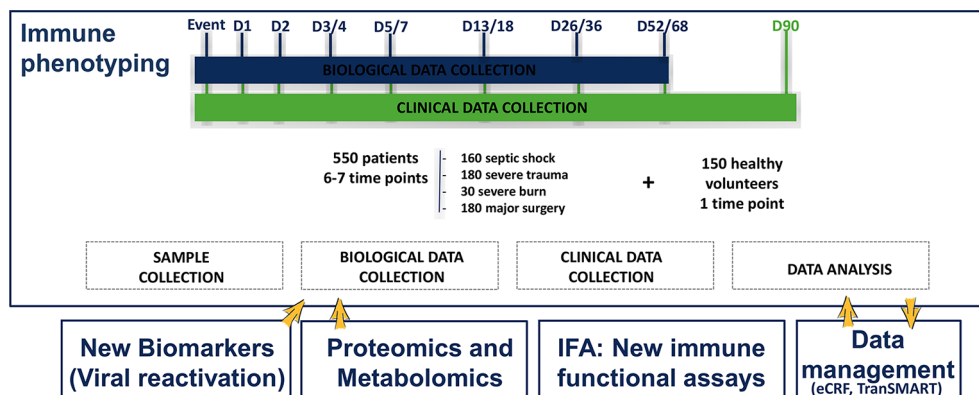 Immune
phenotyping
Event D1 D2 D3/4 D5/7 D13/18 D26/36 D52/68 D90
BIOLOGICAL DATA COLLECTION
CLINICAL DATA COLLECTION
550 patients
6-7 time points
- 160 septic shock
- 180 severe trauma
- 30 severe burn
- 180 major surgery
+
150 healthy
volunteers
1 time point
SAMPLE
COLLECTION
BIOLOGICAL DATA
COLLECTION
CLINICAL DATA
COLLECTION
DATA ANALYSIS
New Biomarkers
(Viral reactivation)
Proteomics and
Metabolomics
IFA: New immune
functional assays
Data
management
(eCRF, TranSMART)